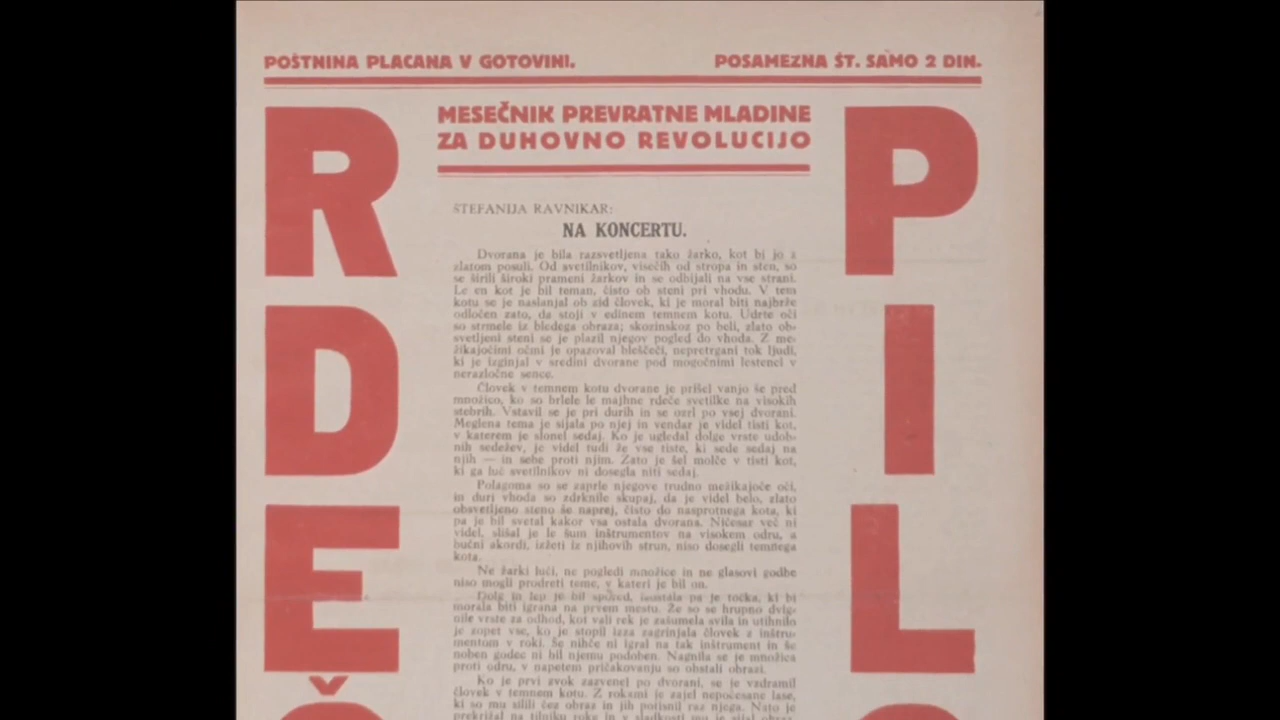 POŠTNINA PLAČANA V GOTOVINI.
POSAMEZNA ŠT. SAMO 2 DIN.
R
D
E
Č
MESEČNIK PREVRATNE MLADINE
ZA DUHOVNO REVOLUCIJO
ŠTEFANIJA RAVNIKAR:
NA KONCERTU.
Dvorana je bila razsvetljena tako žarko, kot bi jo z
zlatom posuli. Od svetilnikov, visečih od stropa in sten, so
se širili široki prameni žarkov in se odbijali na vse strani.
Le en kot je bil teman, čisto ob steni pri vhodu. V tem
kotu se je naslanjal ob zid človek, ki je moral biti najbrže
odločen zato, da stoji v edinem temnem kotu. Udrte oči
so strmele iz bledega obraza; skozinskoz po beli, zlato ob-
svetljeni steni se je plazil njegov pogled do vhoda. Z me-
žikajočimi očmi je opazoval bleščeči, nepretrgani tok ljudi,
ki je izginjal v sredini dvorane pod mogočnimi lestenci v
nerazločne sence.
Človek v temnem kotu dvorane je prišel vanjo še pred
množico, ko so brlele le majhne rdeče svetilke na visokih
stebrih. Vstavil se je pri durih in se ozrl po vsej dvorani.
Meglena tema je sijala po njej in vendar je videl tisti kot,
v katerem je slonel sedaj. Ko je ugledal dolge vrste udob-
nih sedežev, je videl tudi že vse tiste, ki sede sedaj na
njih — in sebe proti njim. Zato je šel molče v tisti kot,
ki ga luč svetilnikov ni dosegla niti sedaj.
Polagoma so se zaprle njegove trudno mežikajoče oči,
in duri vhoda so zdrknile skupaj, da je videl belo, zlato
obsvetljeno steno še naprej, čisto do nasprotnega kota, ki
pa je bil svetal kakor vsa ostala dvorana. Ničesar več ni
videl, slišal je le šum inštrumentov na visokem odru, a
bučni akordi, izžeti iz njihovih strun, niso dosegli temnega
kota.
Ne žarki luči, ne pogledi množice in ne glasovi godbe
niso mogli prodreti teme, v kateri je bil on.
Dolg in lep je bil spored, izostala pa je točka, ki bi
morala biti igrana na prvem mestu. Že so se hrupno dvig-
nile vrste za odhod, kot vali rek je zašumela svila in utihnilo
je zopet vse, ko je stopil izza zagrinjala človek z inštru-
mentom v roki. Še nihče ni igral na tak inštrument in še
noben godec ni bil njemu podoben. Nagnila se je množica
proti odru, v napetem pričakovanju so obstali obrazi.
Ko je prvi zvok zazvenel po dvorani, se je vzdramil
človek v temnem kotu. Z rokami je zajel nepočesane lase,
ki so mu silili čez obraz in jih potisnil raz njega. Nato je
prekrižal na tilniku roke in v sladkosti mu je sijal obraz,
P
I
L
O